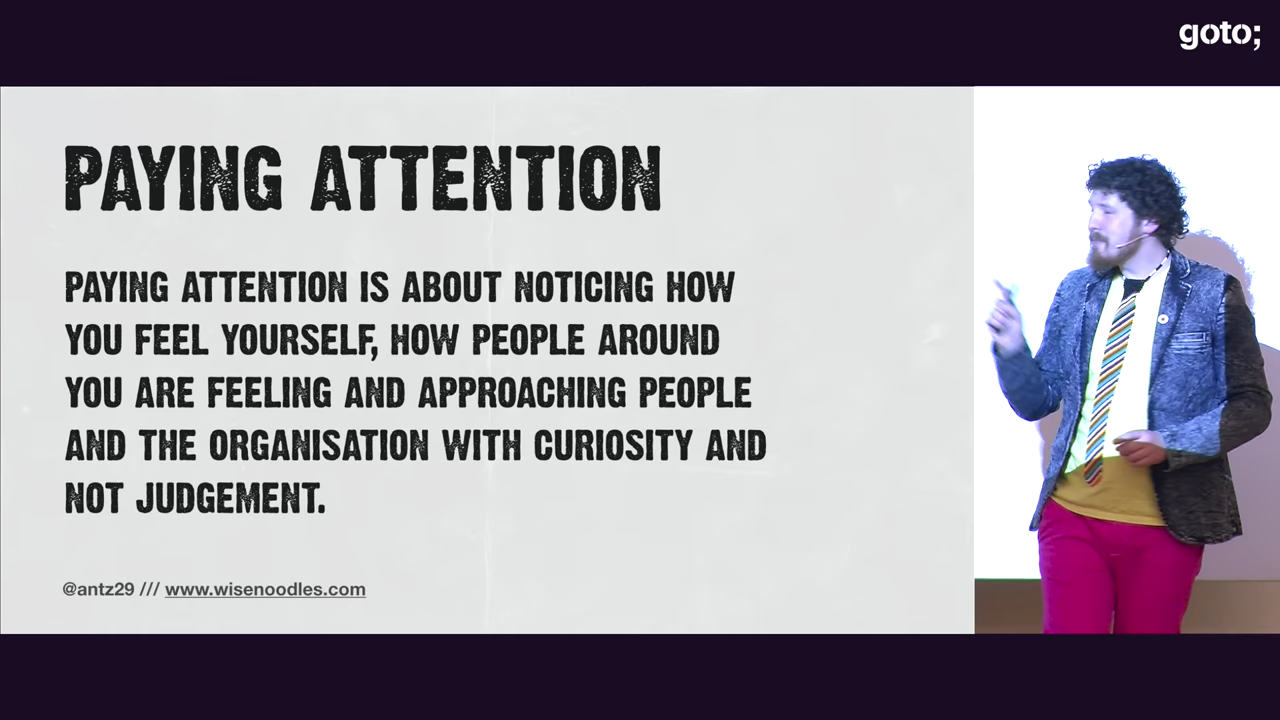 goto;
PAYING ATTENTION
PAYING ATTENTION IS ABOUT NOTICING HOW
YOU FEEL YOURSELF, HOW PEOPLE AROUND
YOU ARE FEELING AND APPROACHING PEOPLE
AND THE ORGANISATION WITH CURIOSITY AND
NOT JUDGEMENT.
@antz29 /// www.wisenoodles.com